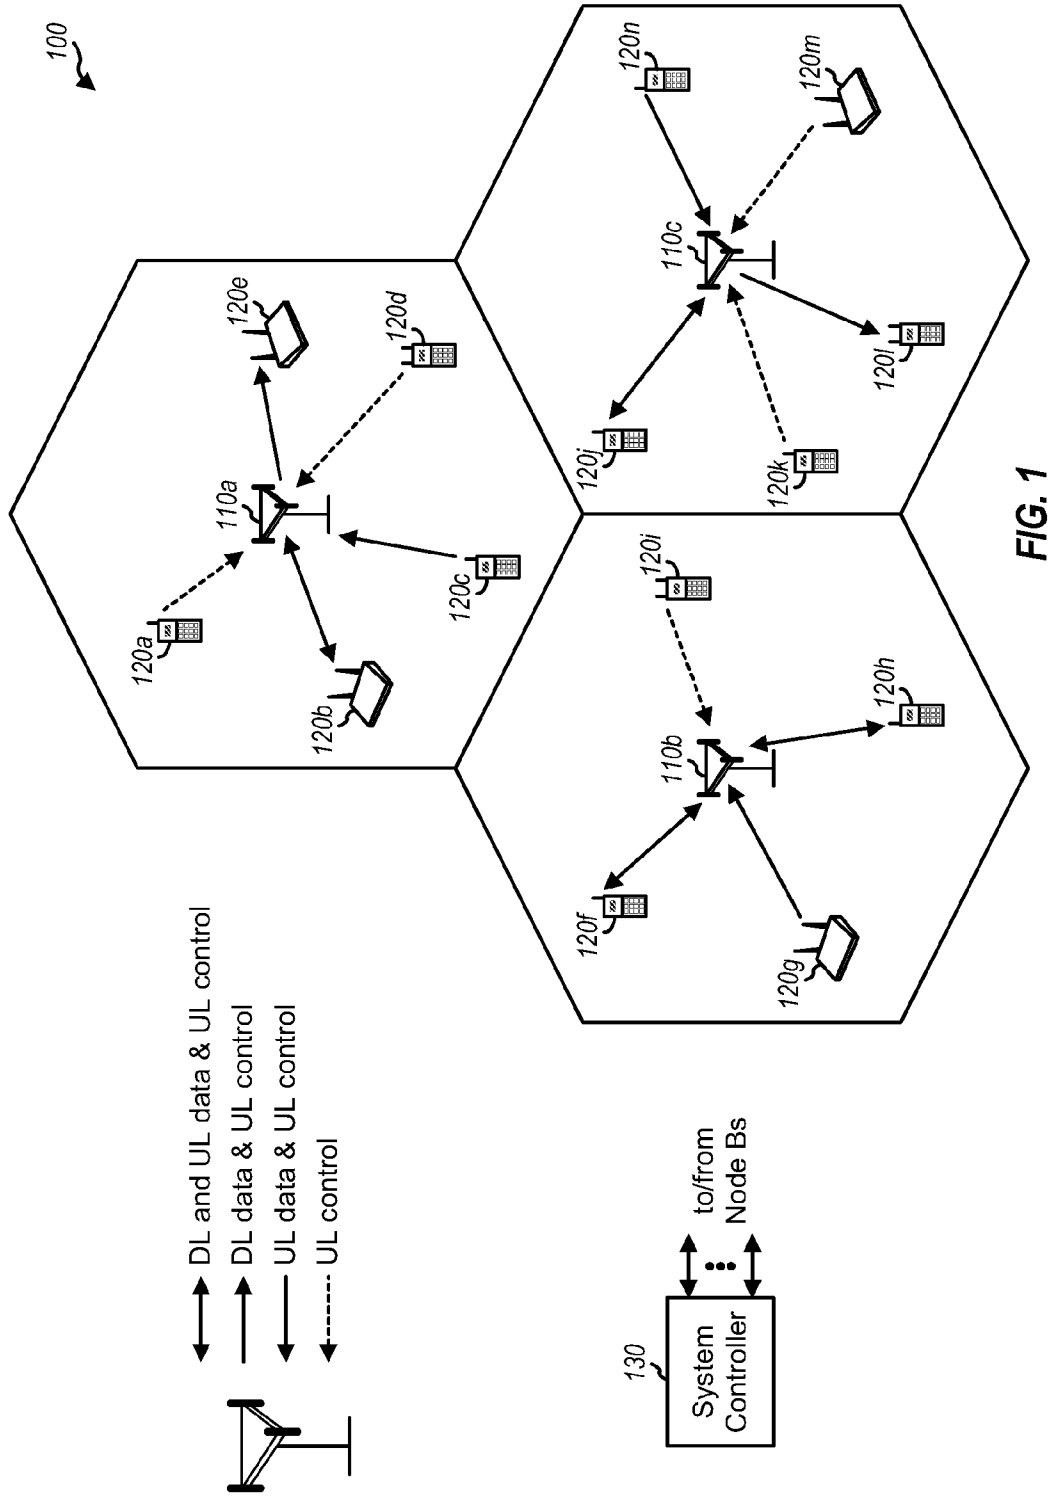 100
DL and UL data & UL control
DL data & UL control
UL data & UL control
UL control
120a
110a
120e
120b
120c
120d
130
System
Controller
to/from
Node Bs
120f
110b
120i
120g
120h
120j
110c
120n
120k
120l
120m
FIG. 1